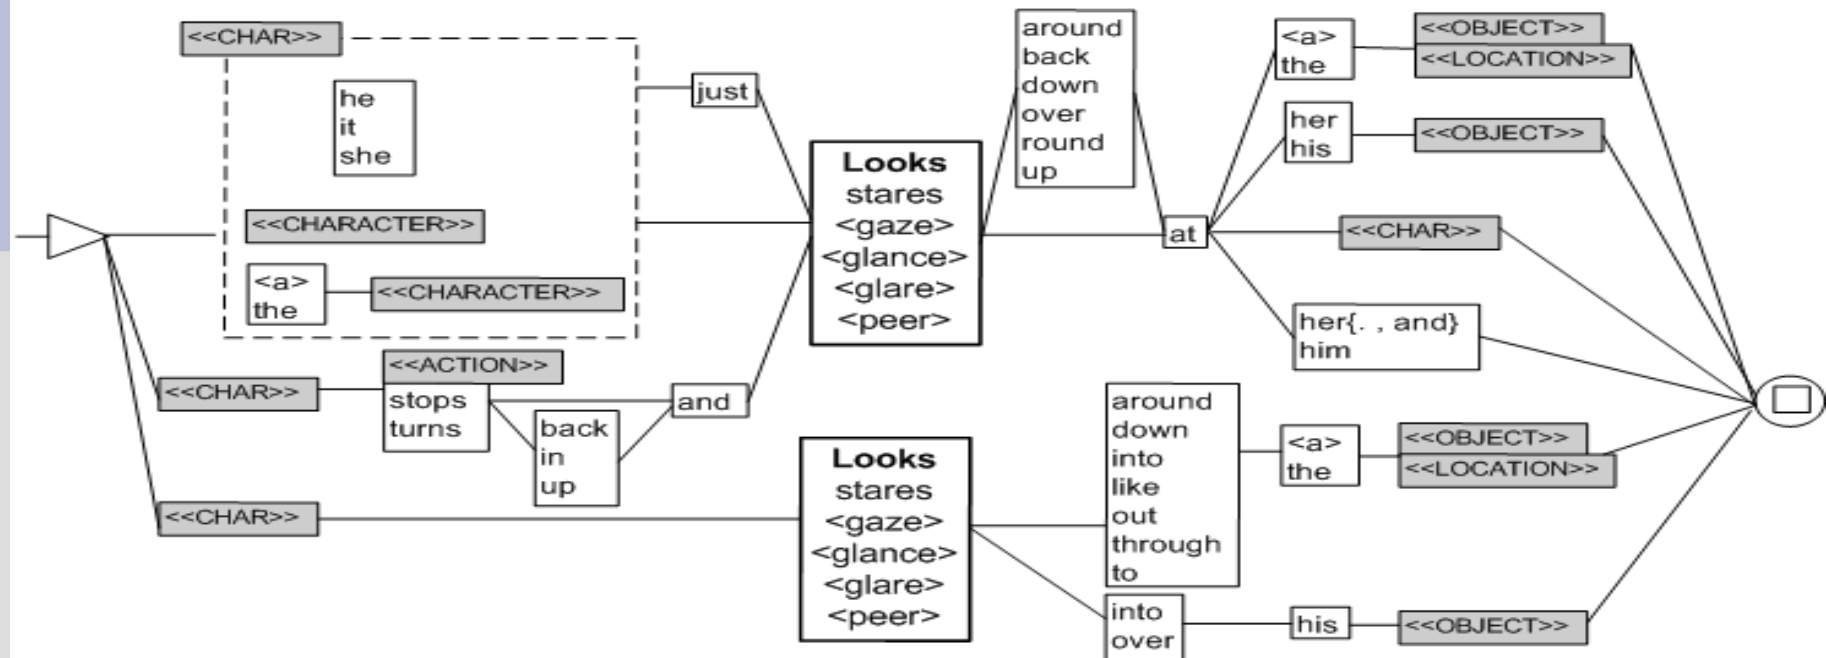 <<CHAR>>
he
it
she
<<CHARACTER>>
<a>
the
<<CHARACTER>>
just
<<CHAR>>
<<ACTION>>
stops
turns
back
in
up
and
<<CHAR>>
Looks
stares
<gaze>
<glance>
<glare>
<peer>
around
back
down
over
round
up
at
<a>
the
<<OBJECT>>
<<LOCATION>>
her
his
<<OBJECT>>
<<CHAR>>
her{. , and}
him
Looks
stares
<gaze>
<glance>
<glare>
<peer>
around
down
into
like
out
through
to
<a>
the
<<OBJECT>>
<<LOCATION>>
into
over
his
<<OBJECT>>